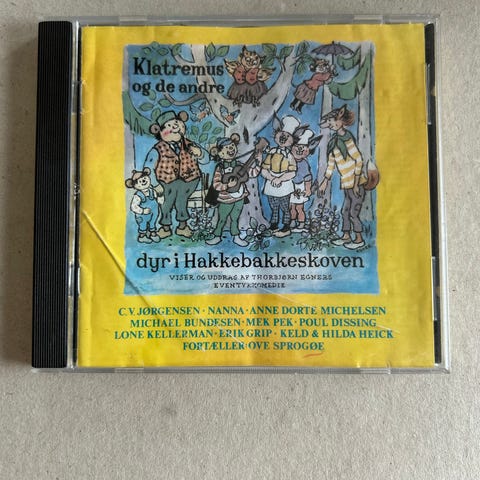 Klatremus
og de andre
dyr i Hakkebakkeskoven
VISER OG UDDRAG AF THORBJØRN EGNERS
EVENTYRKOMEDIE
C.V. JØRGENSEN · NANNA · ANNE DORTE MICHELSEN
MICHAEL BUNDESEN · MEK PEK · POUL DISSING
LONE KELLERMAN · ERIK GRIP · KELD & HILDA HEICK
FORTÆLLER: OVE SPROGØE